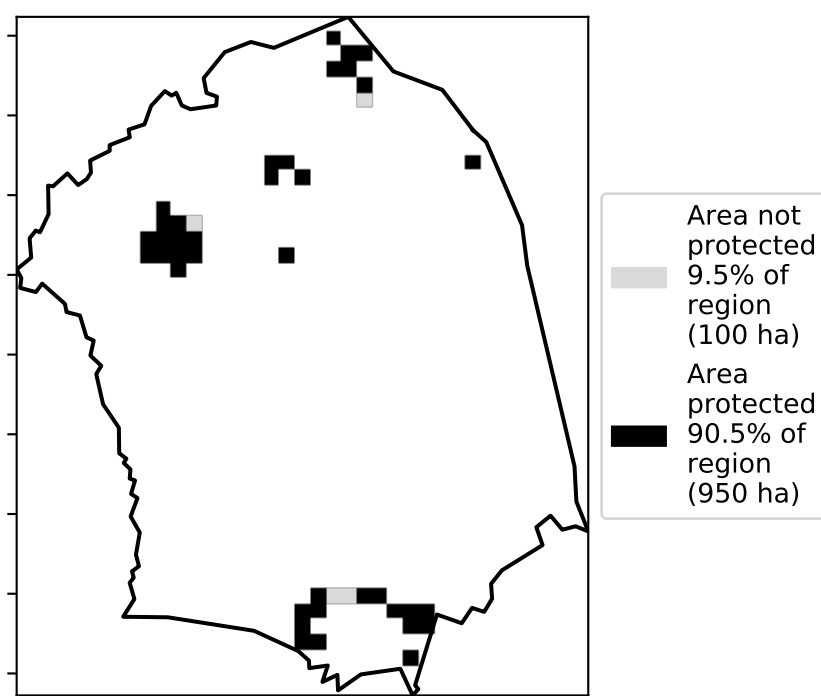 Area not
protected
9.5% of
region
(100 ha)
Area
protected
90.5% of
region
(950 ha)